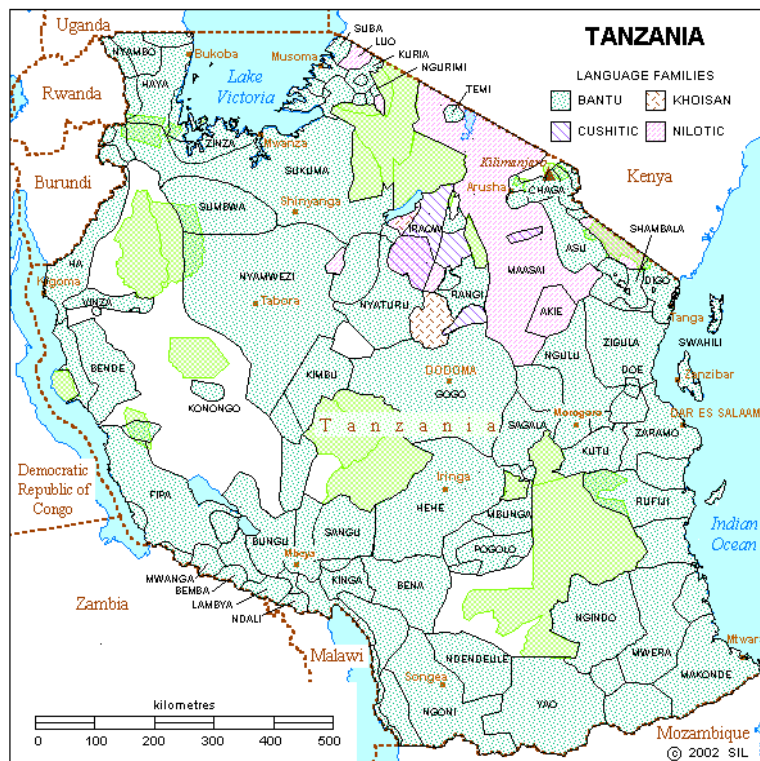 Uganda
SUBA
TANZANIA
NYAMBO
Bukoba
Musoma
LUO
KURIA
NGURIMI
Rwanda
HAYA
Lake
Victoria
TEMI
LANGUAGE FAMILIES
BANTU
KHOISAN
CUSHITIC
NILOTIC
ZINZA
Mwanza
Burundi
SUKUMA
Kilimanjaro
Arusha
CHAGA
Kenya
SUMBWA
Shinyanga
IRAQW
SHAMBALA
ASU
HA
Kigoma
NYAMWEZI
MAASAI
DIGO
VINZA
Tabora
NYATURU
RANGI
AKIE
Tanga
SWAHILI
BENDE
KIMBU
NGULU
ZIGULA
DOE
Zanzibar
DODOMA
GOGO
KONONGO
Morogoro
DAR ES SALAAM
Tanzania
SAGALA
ZARAMO
KUTU
Democratic
Republic of
Congo
FIPA
Iringa
HEHE
MBUNGA
RUFIJI
Indian
Ocean
BUNGU
SANGU
POGOLO
Mbeya
MWANGA
BEMBA
LAMBYA
NDALI
KINGA
BENA
Zambia
NGINDO
Malawi
NDENDEULE
MWERA
Mtwara
MAKONDE
Songea
NGONI
YAO
kilometres
0 100 200 300 400 500
Mozambique
© 2002 SIL